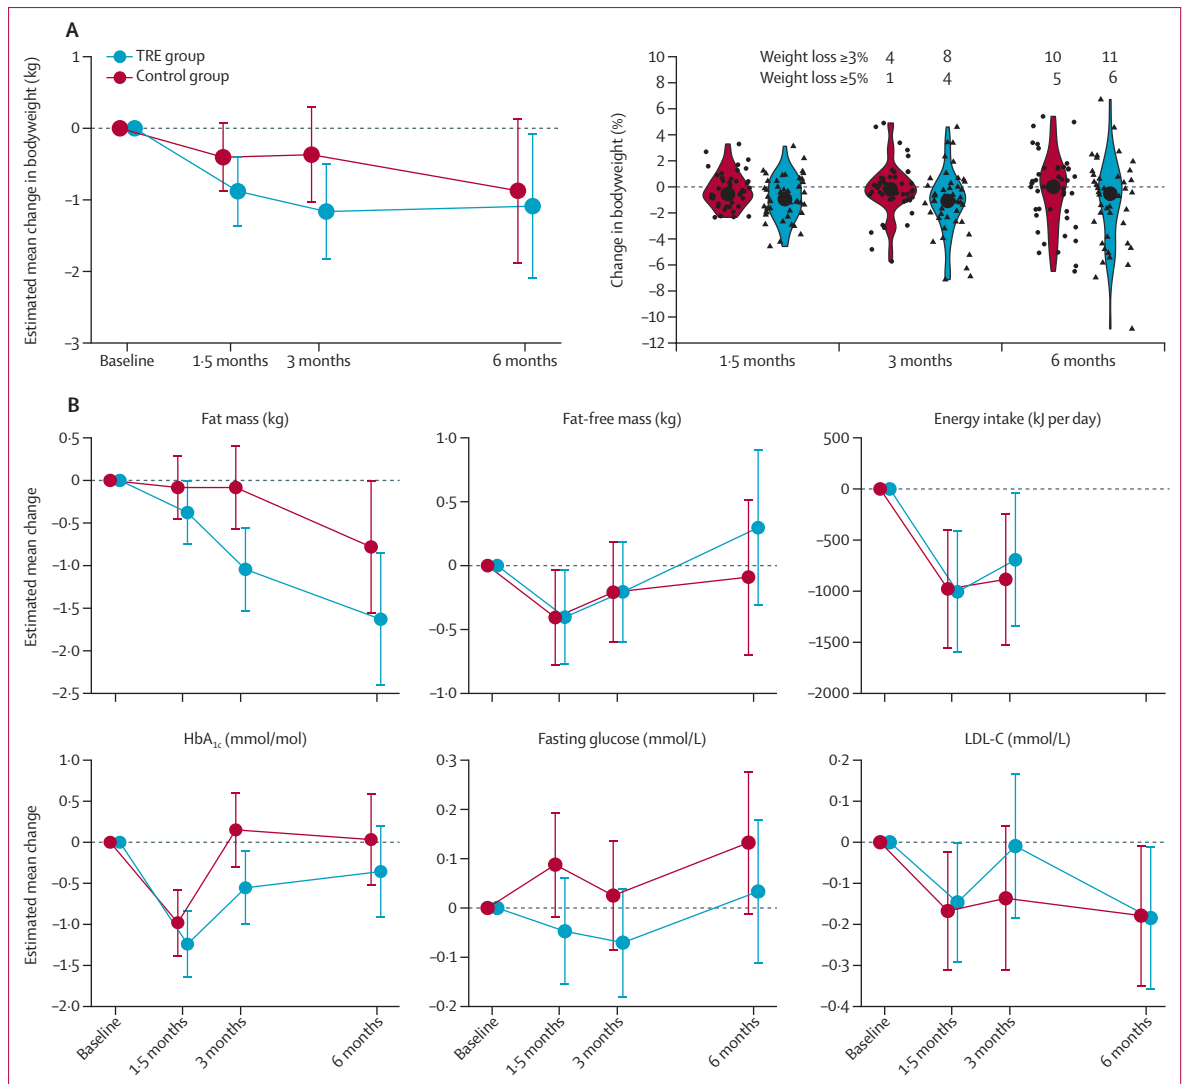 A
TRE group
Control group
Estimated mean change in bodyweight (kg)
1
0
–1
–2
–3
Baseline
1·5 months
3 months
6 months
Weight loss ≥3% 4 8 10 11
Weight loss ≥5% 1 4 5 6
Change in bodyweight (%)
10
8
6
4
2
0
–2
–4
–6
–8
–10
–12
1·5 months
3 months
6 months
B
Fat mass (kg)
Estimated mean change
0·5
0
–0·5
–1·0
–1·5
–2·0
–2·5
Fat-free mass (kg)
1·0
0·5
0
–0·5
–1·0
Energy intake (kJ per day)
500
0
–500
–1000
–1500
–2000
HbA1c (mmol/mol)
Estimated mean change
1·0
0·5
0
–0·5
–1·0
–1·5
–2·0
Baseline
1·5 months
3 months
6 months
Fasting glucose (mmol/L)
0·3
0·2
0·1
0
–0·1
–0·2
Baseline
1·5 months
3 months
6 months
LDL-C (mmol/L)
0·2
0·1
0
–0·1
–0·2
–0·3
–0·4
Baseline
1·5 months
3 months
6 months